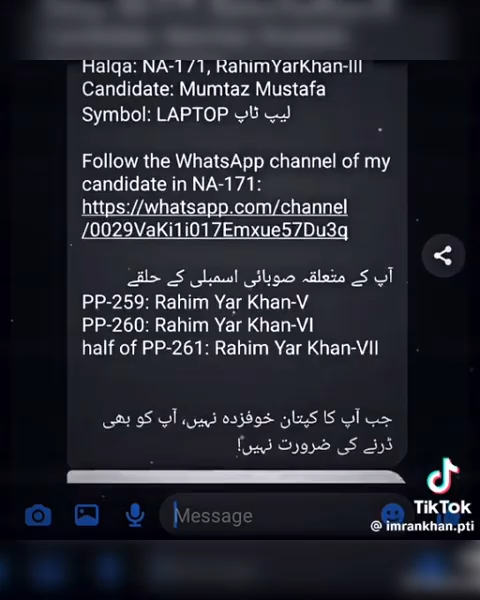 Halqa: NA-171, RahimYarKhan-III
Candidate: Mumtaz Mustafa
Symbol: LAPTOP لیپ ٹاپ
Follow the WhatsApp channel of my
candidate in NA-171:
https://whatsapp.com/channel
/0029VaKi1i017Emxue57Du3q
آپ کے متعلقہ صوبائی اسمبلی کے حلقے
PP-259: Rahim Yar Khan-V
PP-260: Rahim Yar Khan-VI
half of PP-261: Rahim Yar Khan-VII
جب آپ کا کپتان خوفزدہ نہیں، آپ کو بھی
ڈرنے کی ضرورت نہیں!
Message
TikTok
@ imrankhan.pti